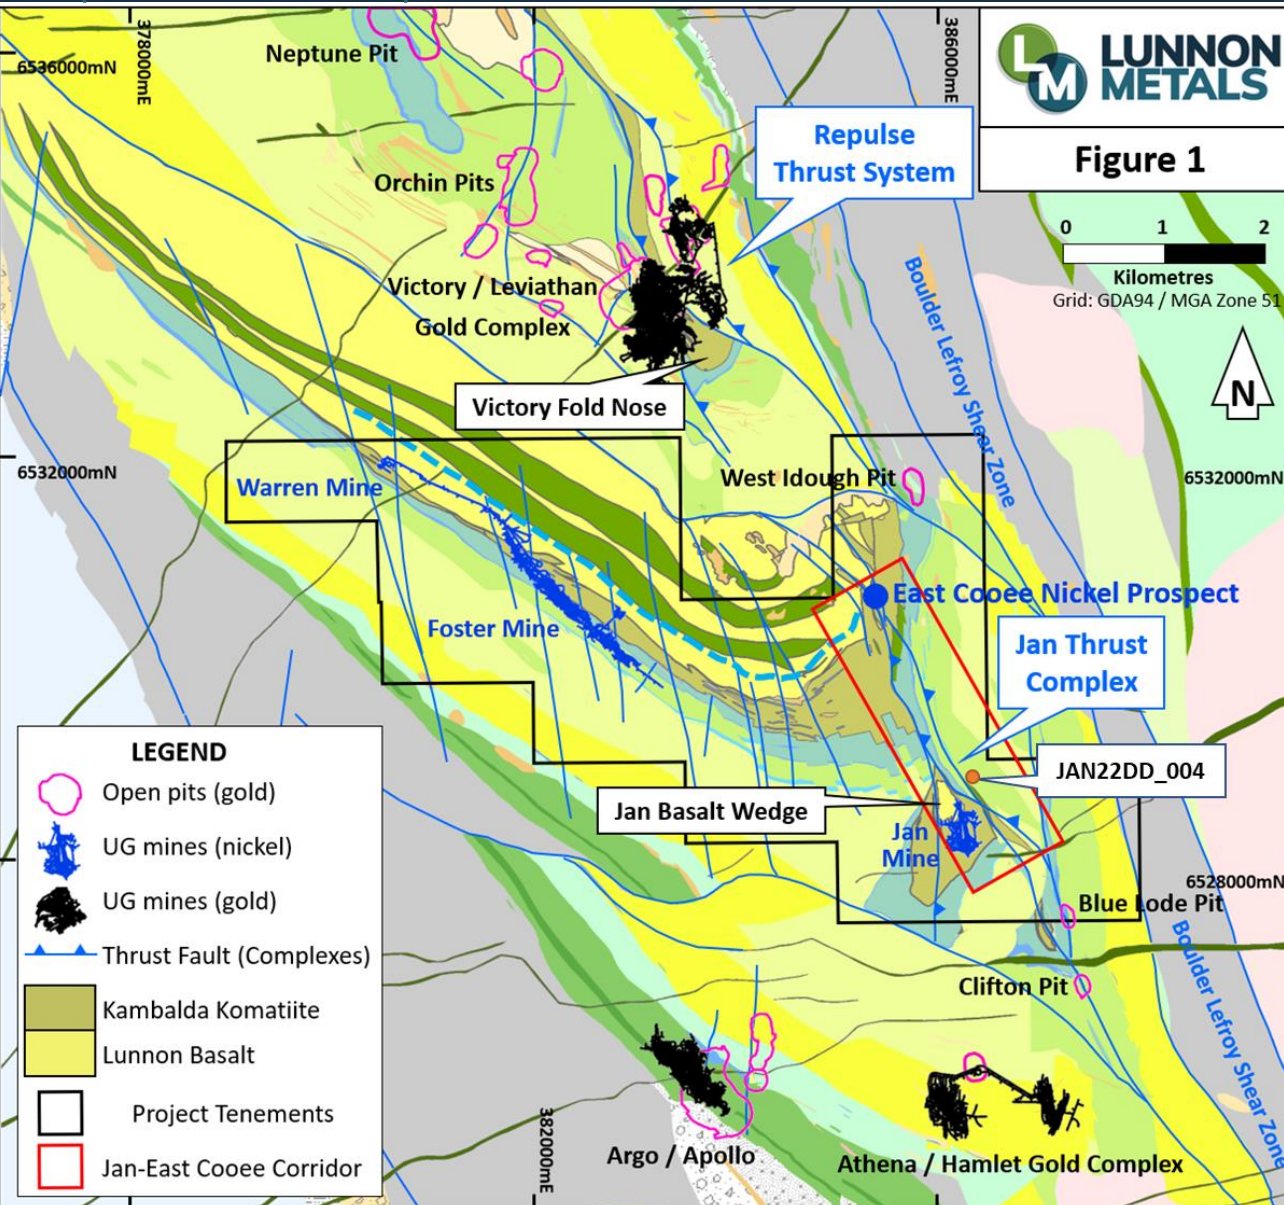 378000mE
386000mE
LUNNON
METALS
LM
Neptune Pit
6536000mN
Repulse
Thrust System
Figure 1
Orchin Pits
0 1 2
Kilometres
Grid: GDA94 / MGA Zone 51
Boulder Lefroy Shear Zone
Victory / Leviathan
Gold Complex
N
Victory Fold Nose
6532000mN
West Idough Pit
6532000mN
Warren Mine
East Cooee Nickel Prospect
Foster Mine
Jan Thrust
Complex
JAN22DD_004
Jan Basalt Wedge
Jan
Mine
6528000mN
Blue Lode Pit
Boulder Lefroy Shear Zone
Clifton Pit
LEGEND
Open pits (gold)
UG mines (nickel)
UG mines (gold)
Thrust Fault (Complexes)
Kambalda Komatiite
Lunnon Basalt
Project Tenements
Jan-East Cooee Corridor
382000mE
Argo / Apollo
Athena / Hamlet Gold Complex